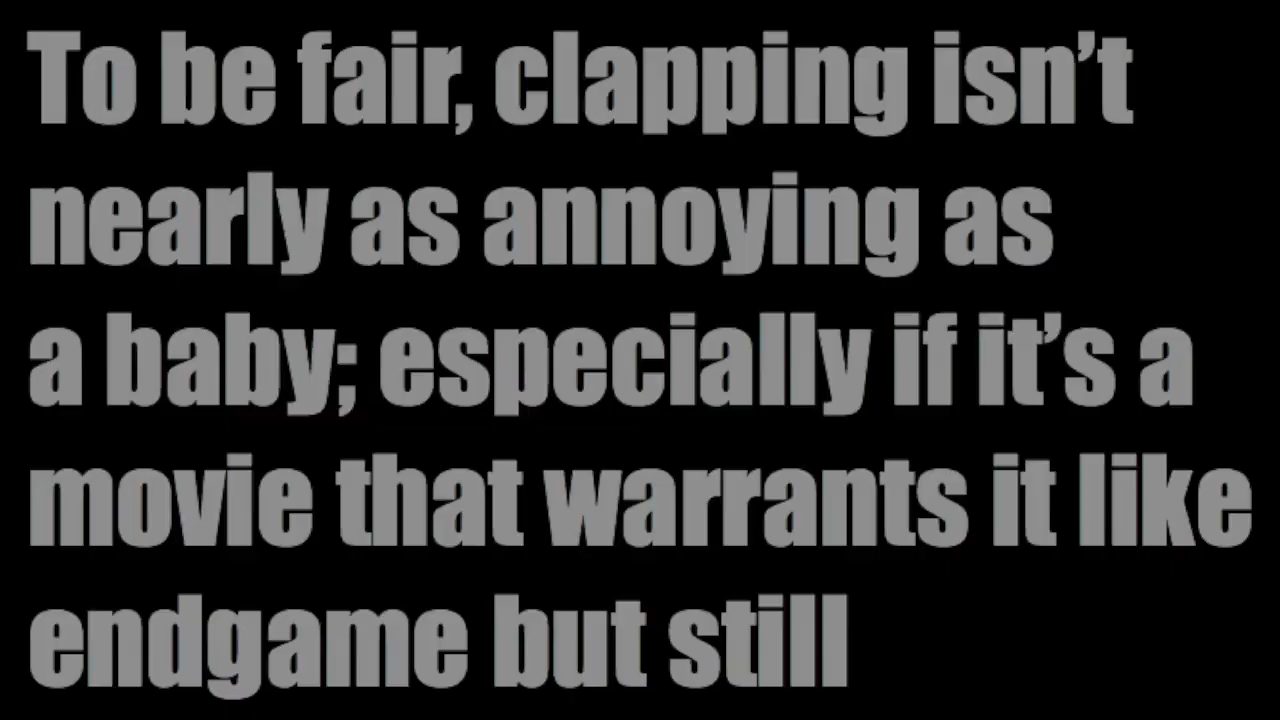 To be fair, clapping isn’t
nearly as annoying as
a baby; especially if it’s a
movie that warrants it like
endgame but still